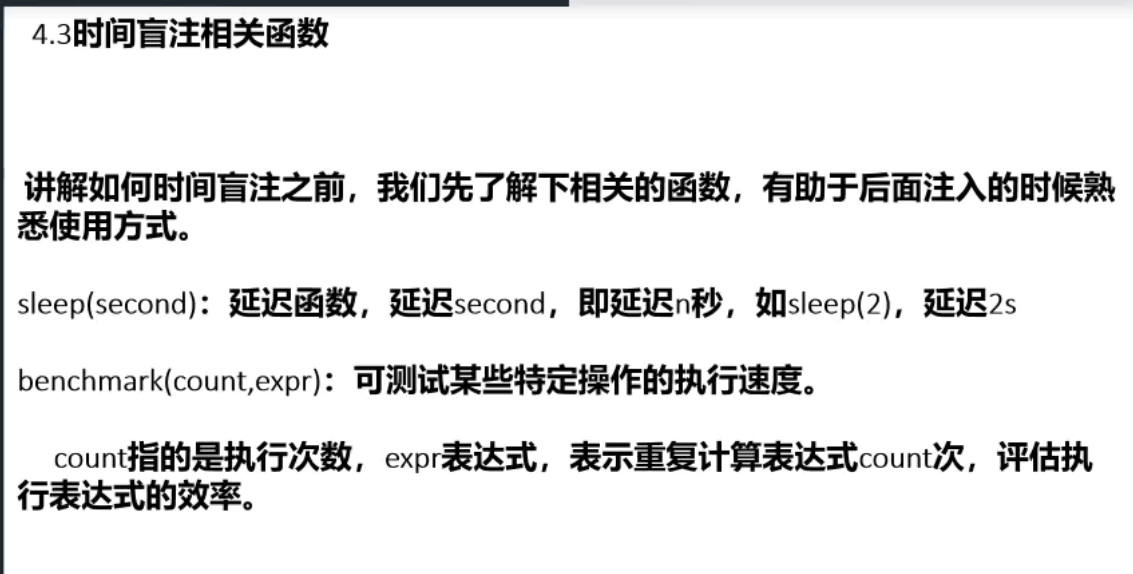 4.3时间盲注相关函数
讲解如何时间盲注之前，我们先了解下相关的函数，有助于后面注入的时候熟
悉使用方式。
sleep(second)：延迟函数，延迟second，即延迟n秒，如sleep(2)，延迟2s
benchmark(count,expr)：可测试某些特定操作的执行速度。
count指的是执行次数，expr表达式，表示重复计算表达式count次，评估执
行表达式的效率。